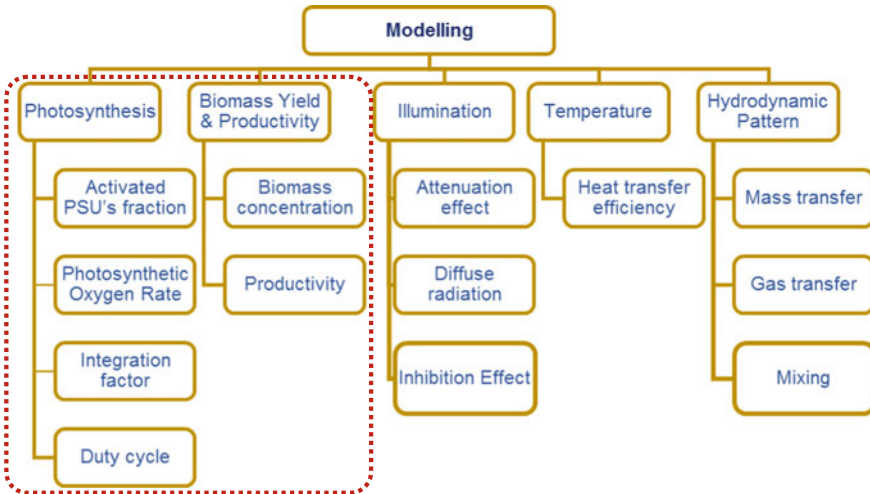 Modelling
Photosynthesis
Activated
PSU's fraction
Photosynthetic
Oxygen Rate
Integration
factor
Duty cycle
Biomass Yield
& Productivity
Biomass
concentration
Productivity
Illumination
Attenuation
effect
Diffuse
radiation
Inhibition Effect
Temperature
Heat transfer
efficiency
Hydrodynamic
Pattern
Mass transfer
Gas transfer
Mixing